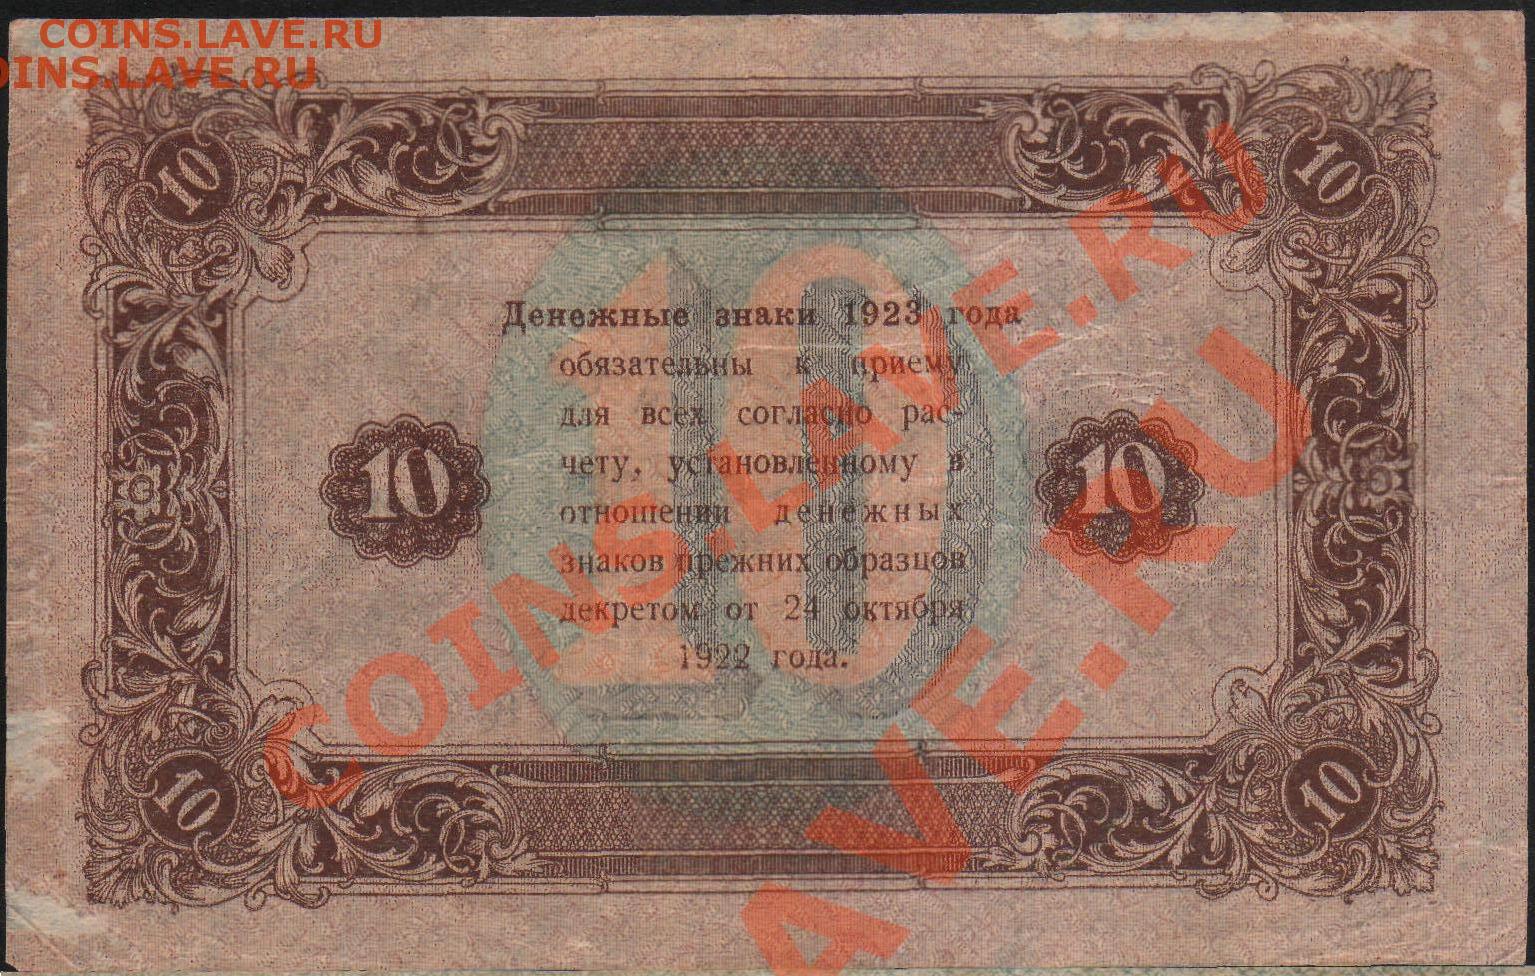 COINS.LAVE.RU
OINS.LAVE.RU
10 10
10
Денежные знаки 1923 года
обязательны к приему
для всех согласно рас-
чету, установленному в
отношении денежных
знаков прежних образцов
декретом от 24 октября
1922 года.
10 10
10 10
COINS.LAVE.RU
AVE.RU